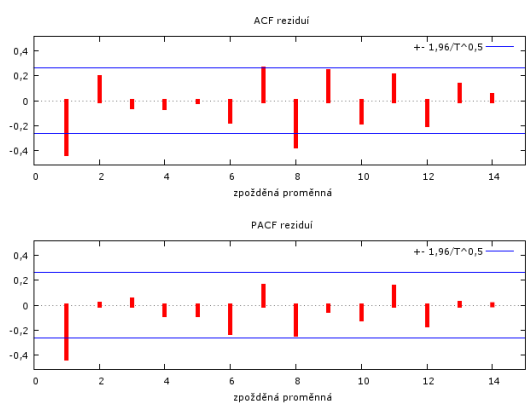 ACF reziduí
+- 1,96/T^0,5
0,4
0,2
0
-0,2
-0,4
0 2 4 6 8 10 12 14
zpožděná proměnná
PACF reziduí
+- 1,96/T^0,5
0,4
0,2
0
-0,2
-0,4
0 2 4 6 8 10 12 14
zpožděná proměnná